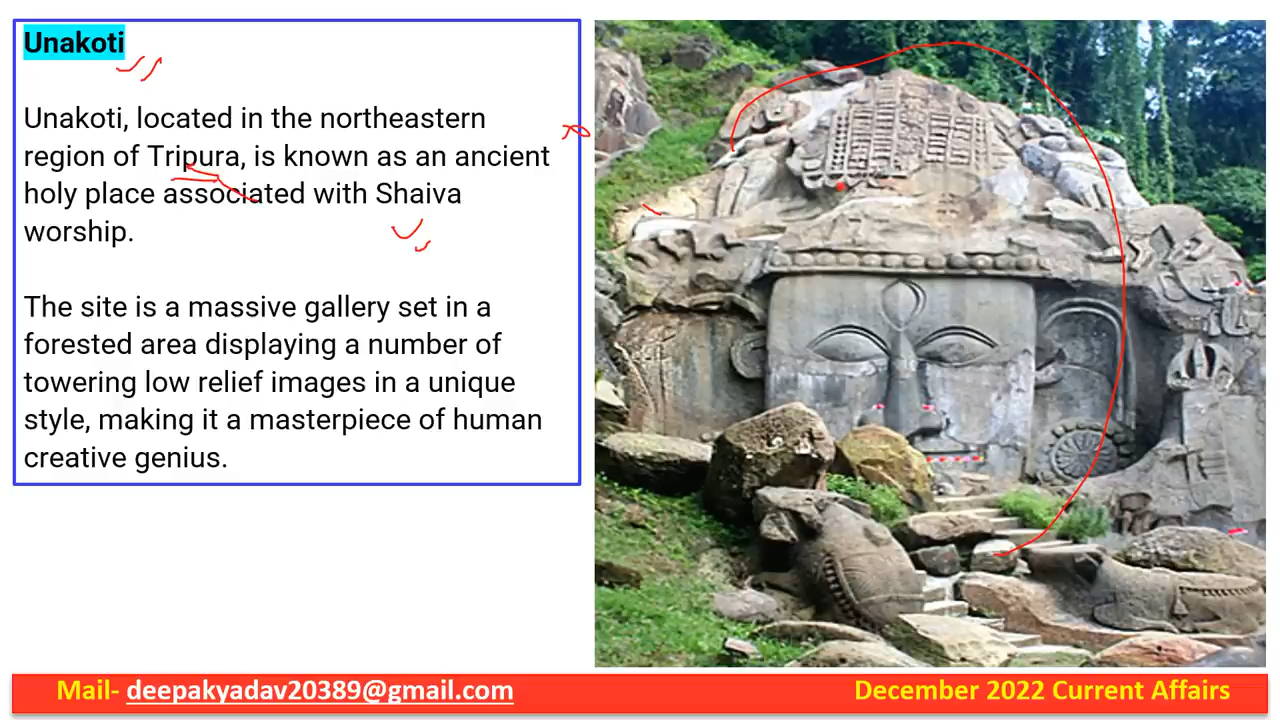 Unakoti
Unakoti, located in the northeastern
region of Tripura, is known as an ancient
holy place associated with Shaiva
worship.
The site is a massive gallery set in a
forested area displaying a number of
towering low relief images in a unique
style, making it a masterpiece of human
creative genius.
Mail- deepakyadav20389@gmail.com
December 2022 Current Affairs